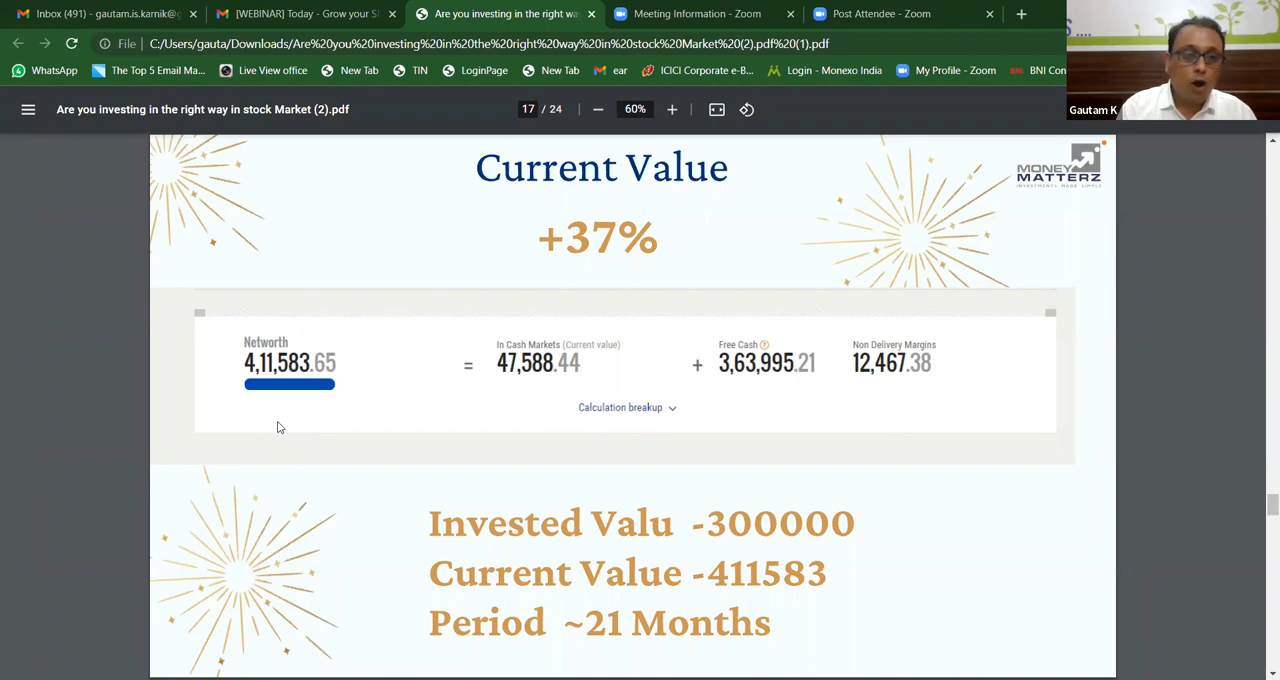 Inbox (491) - gautam.is.karnik@g
[WEBINAR] Today - Grow your S
Are you investing in the right wa
Meeting Information - Zoom
Post Attendee - Zoom
File
C:/Users/gauta/Downloads/Are%20you%20investing%20in%20the%20right%20way%20in%20stock%20Market%20(2).pdf%20(1).pdf
4
WhatsApp
The Top 5 Email Ma...
Live View office
New Tab
TIN
LoginPage
New Tab
ear
ICICI Corporate e-B...
Login - Monexo India
My Profile - Zoom
BNI Con
Gautam K
Are you investing in the right way in stock Market (2).pdf
17 / 24
60%
Current Value
MONEY
MATTERZ
INVESTMENTS MADE SIMPLE
+37%
Networth
4,11,583.65
=
In Cash Markets (Current value)
47,588.44
+
Free Cash
3,63,995.21
Non Delivery Margins
12,467.38
Calculation breakup
Invested Valu -300000
Current Value -411583
Period ~21 Months